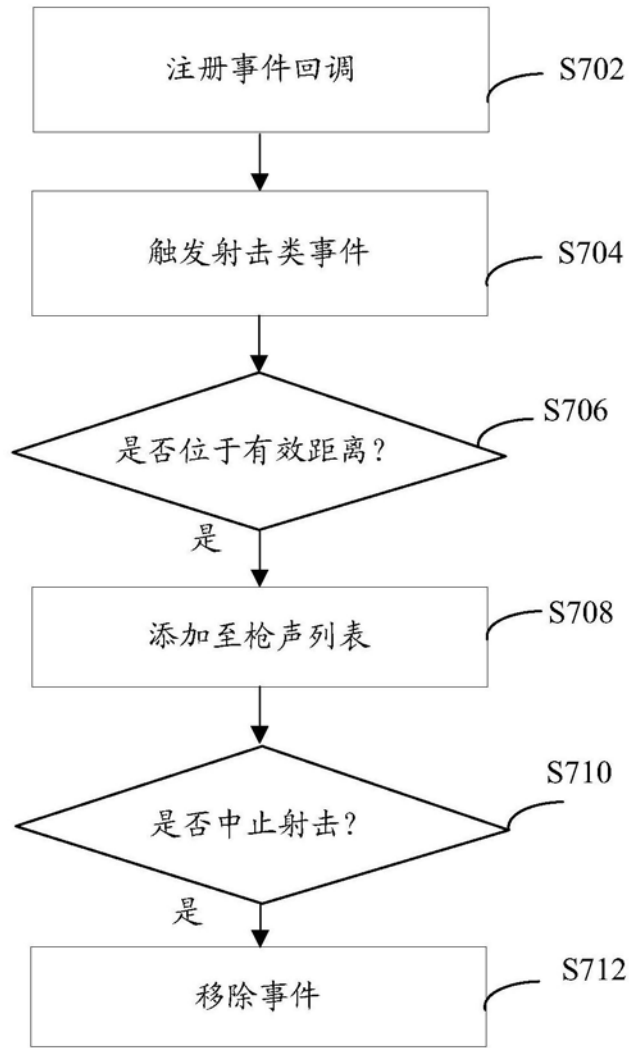 注册事件回调
S702
触发射击类事件
S704
S706
是否位于有效距离?
是
添加至枪声列表
S708
S710
是否中止射击?
是
移除事件
S712